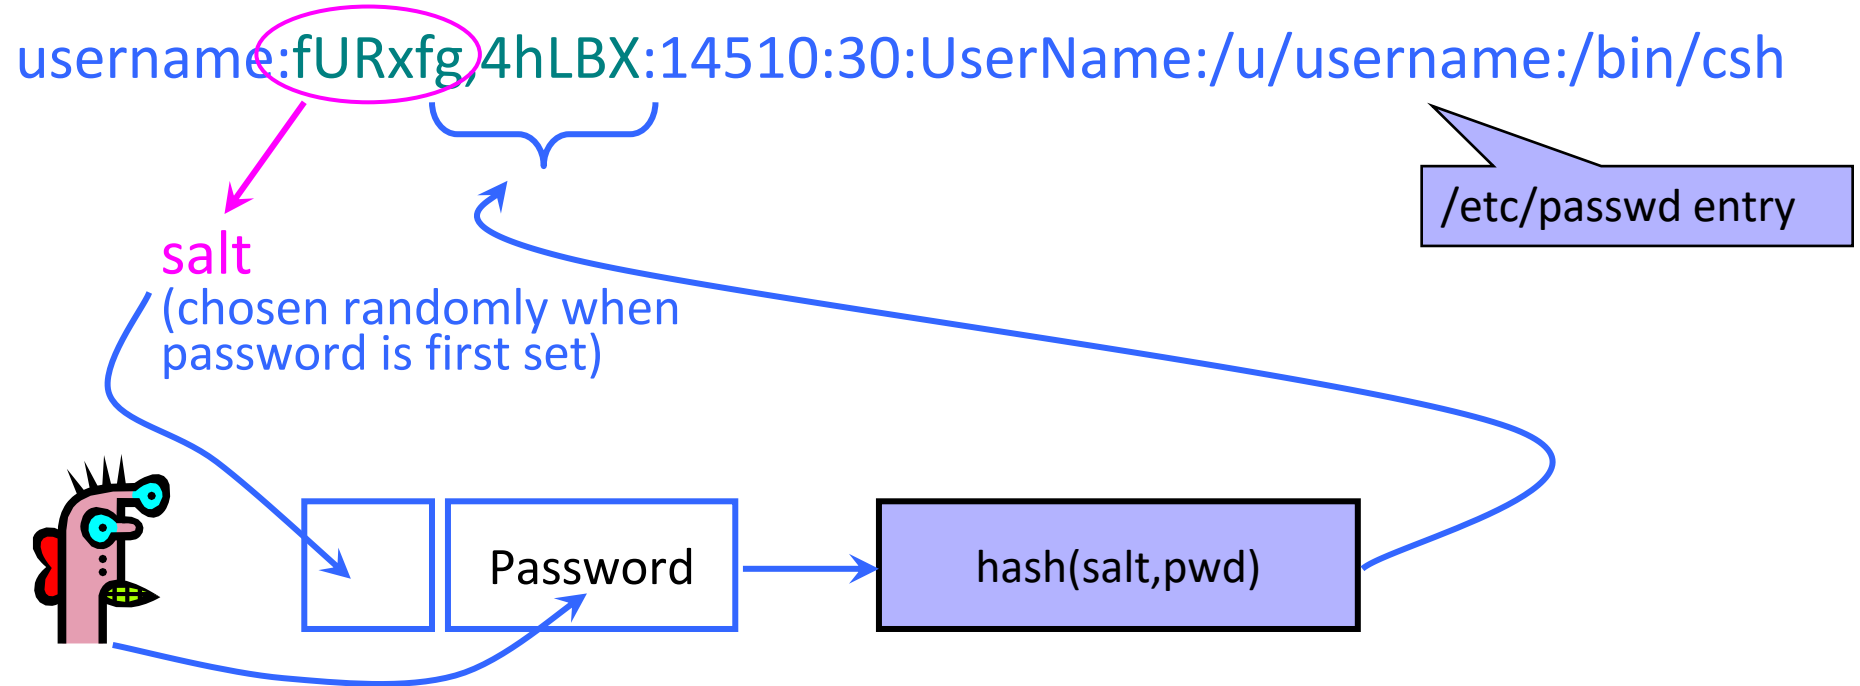 username:fURxfg,4hLBX:14510:30:UserName:/u/username:/bin/csh
/etc/passwd entry
salt
(chosen randomly when
password is first set)
Password
hash(salt,pwd)